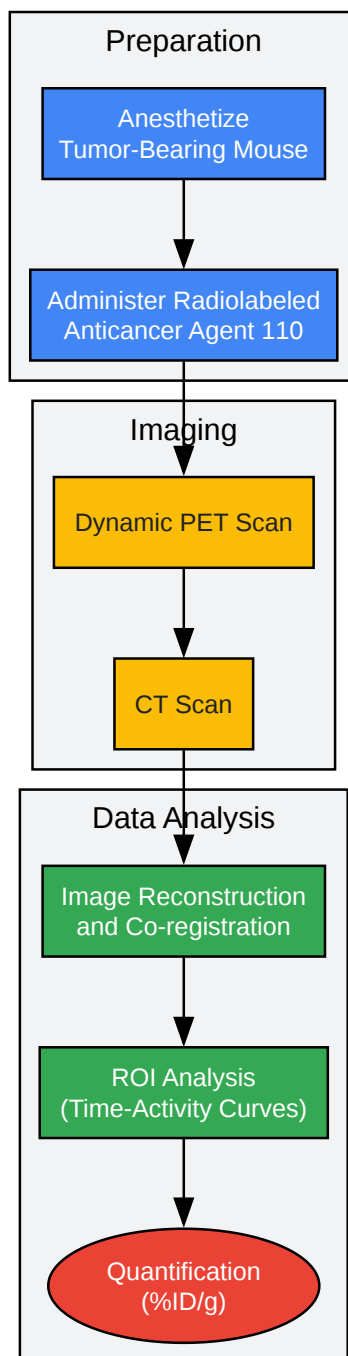 Preparation
Anesthetize
Tumor-Bearing Mouse
Administer Radiolabeled
Anticancer Agent 110
Imaging
Dynamic PET Scan
CT Scan
Data Analysis
Image Reconstruction
and Co-registration
ROI Analysis
(Time-Activity Curves)
Quantification
(%ID/g)